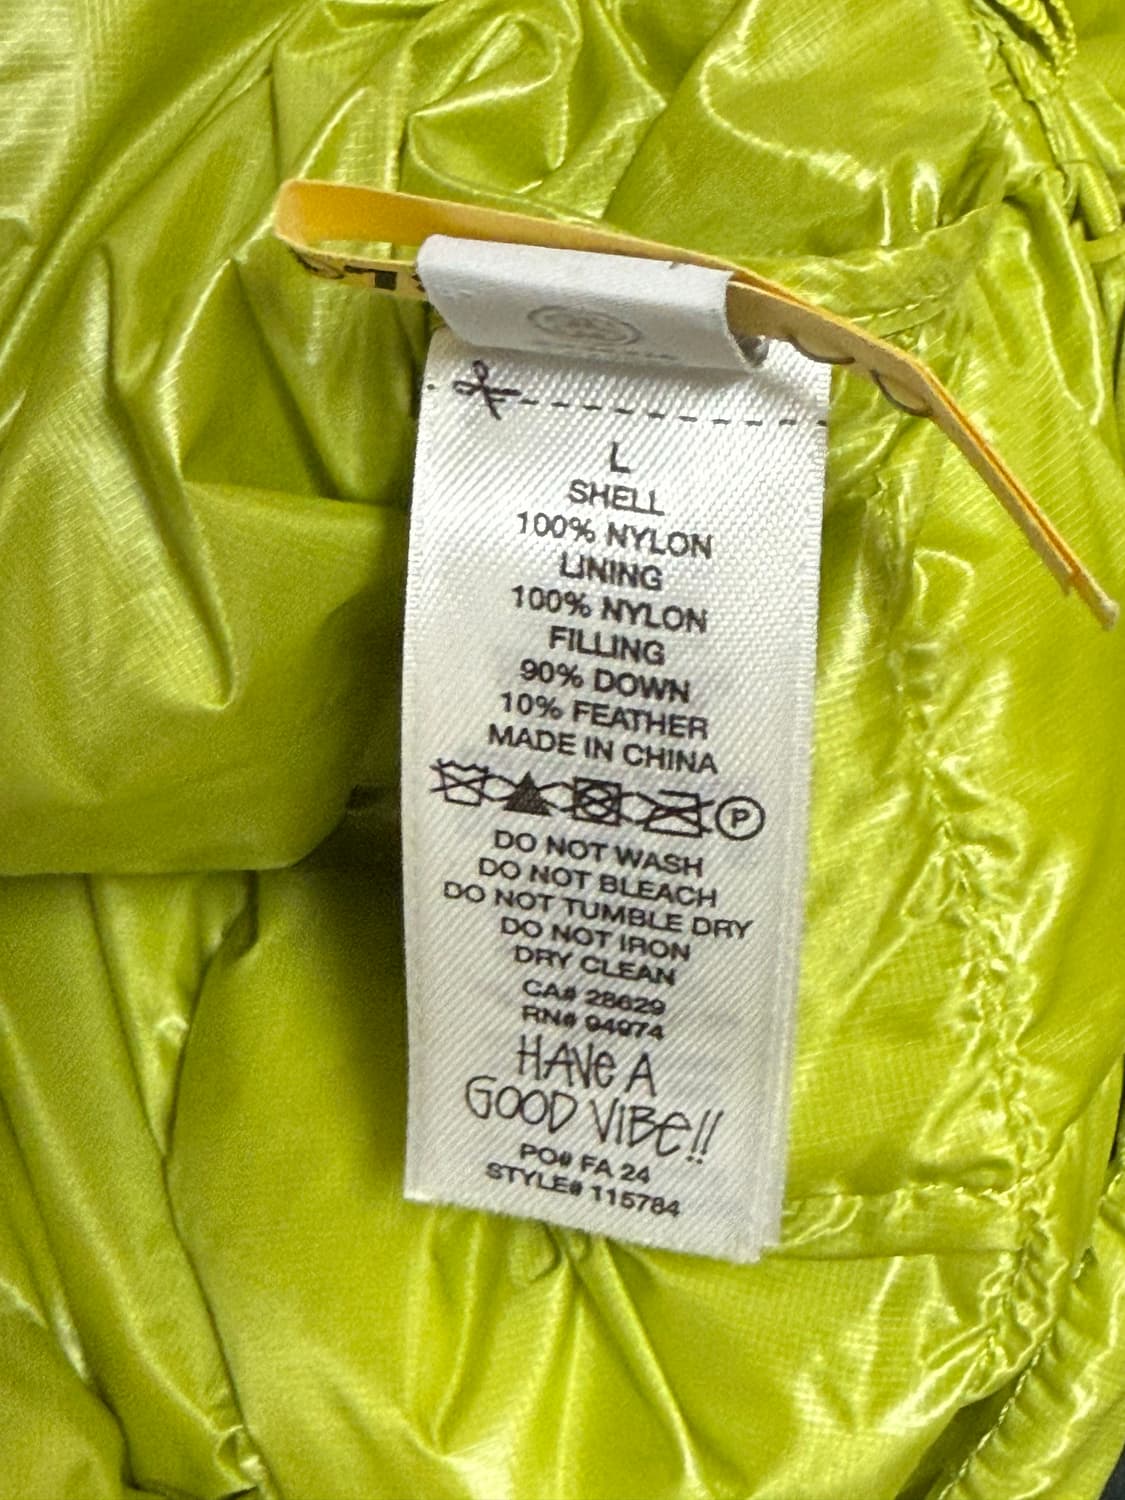 L
SHELL
100% NYLON
LINING
100% NYLON
FILLING
90% DOWN
10% FEATHER
MADE IN CHINA
P
DO NOT WASH
DO NOT BLEACH
DO NOT TUMBLE DRY
DO NOT IRON
DRY CLEAN
CA# 28629
RN# 94974
HAVE A
GOOD VIBE!!
PO# FA 24
STYLE# 115784